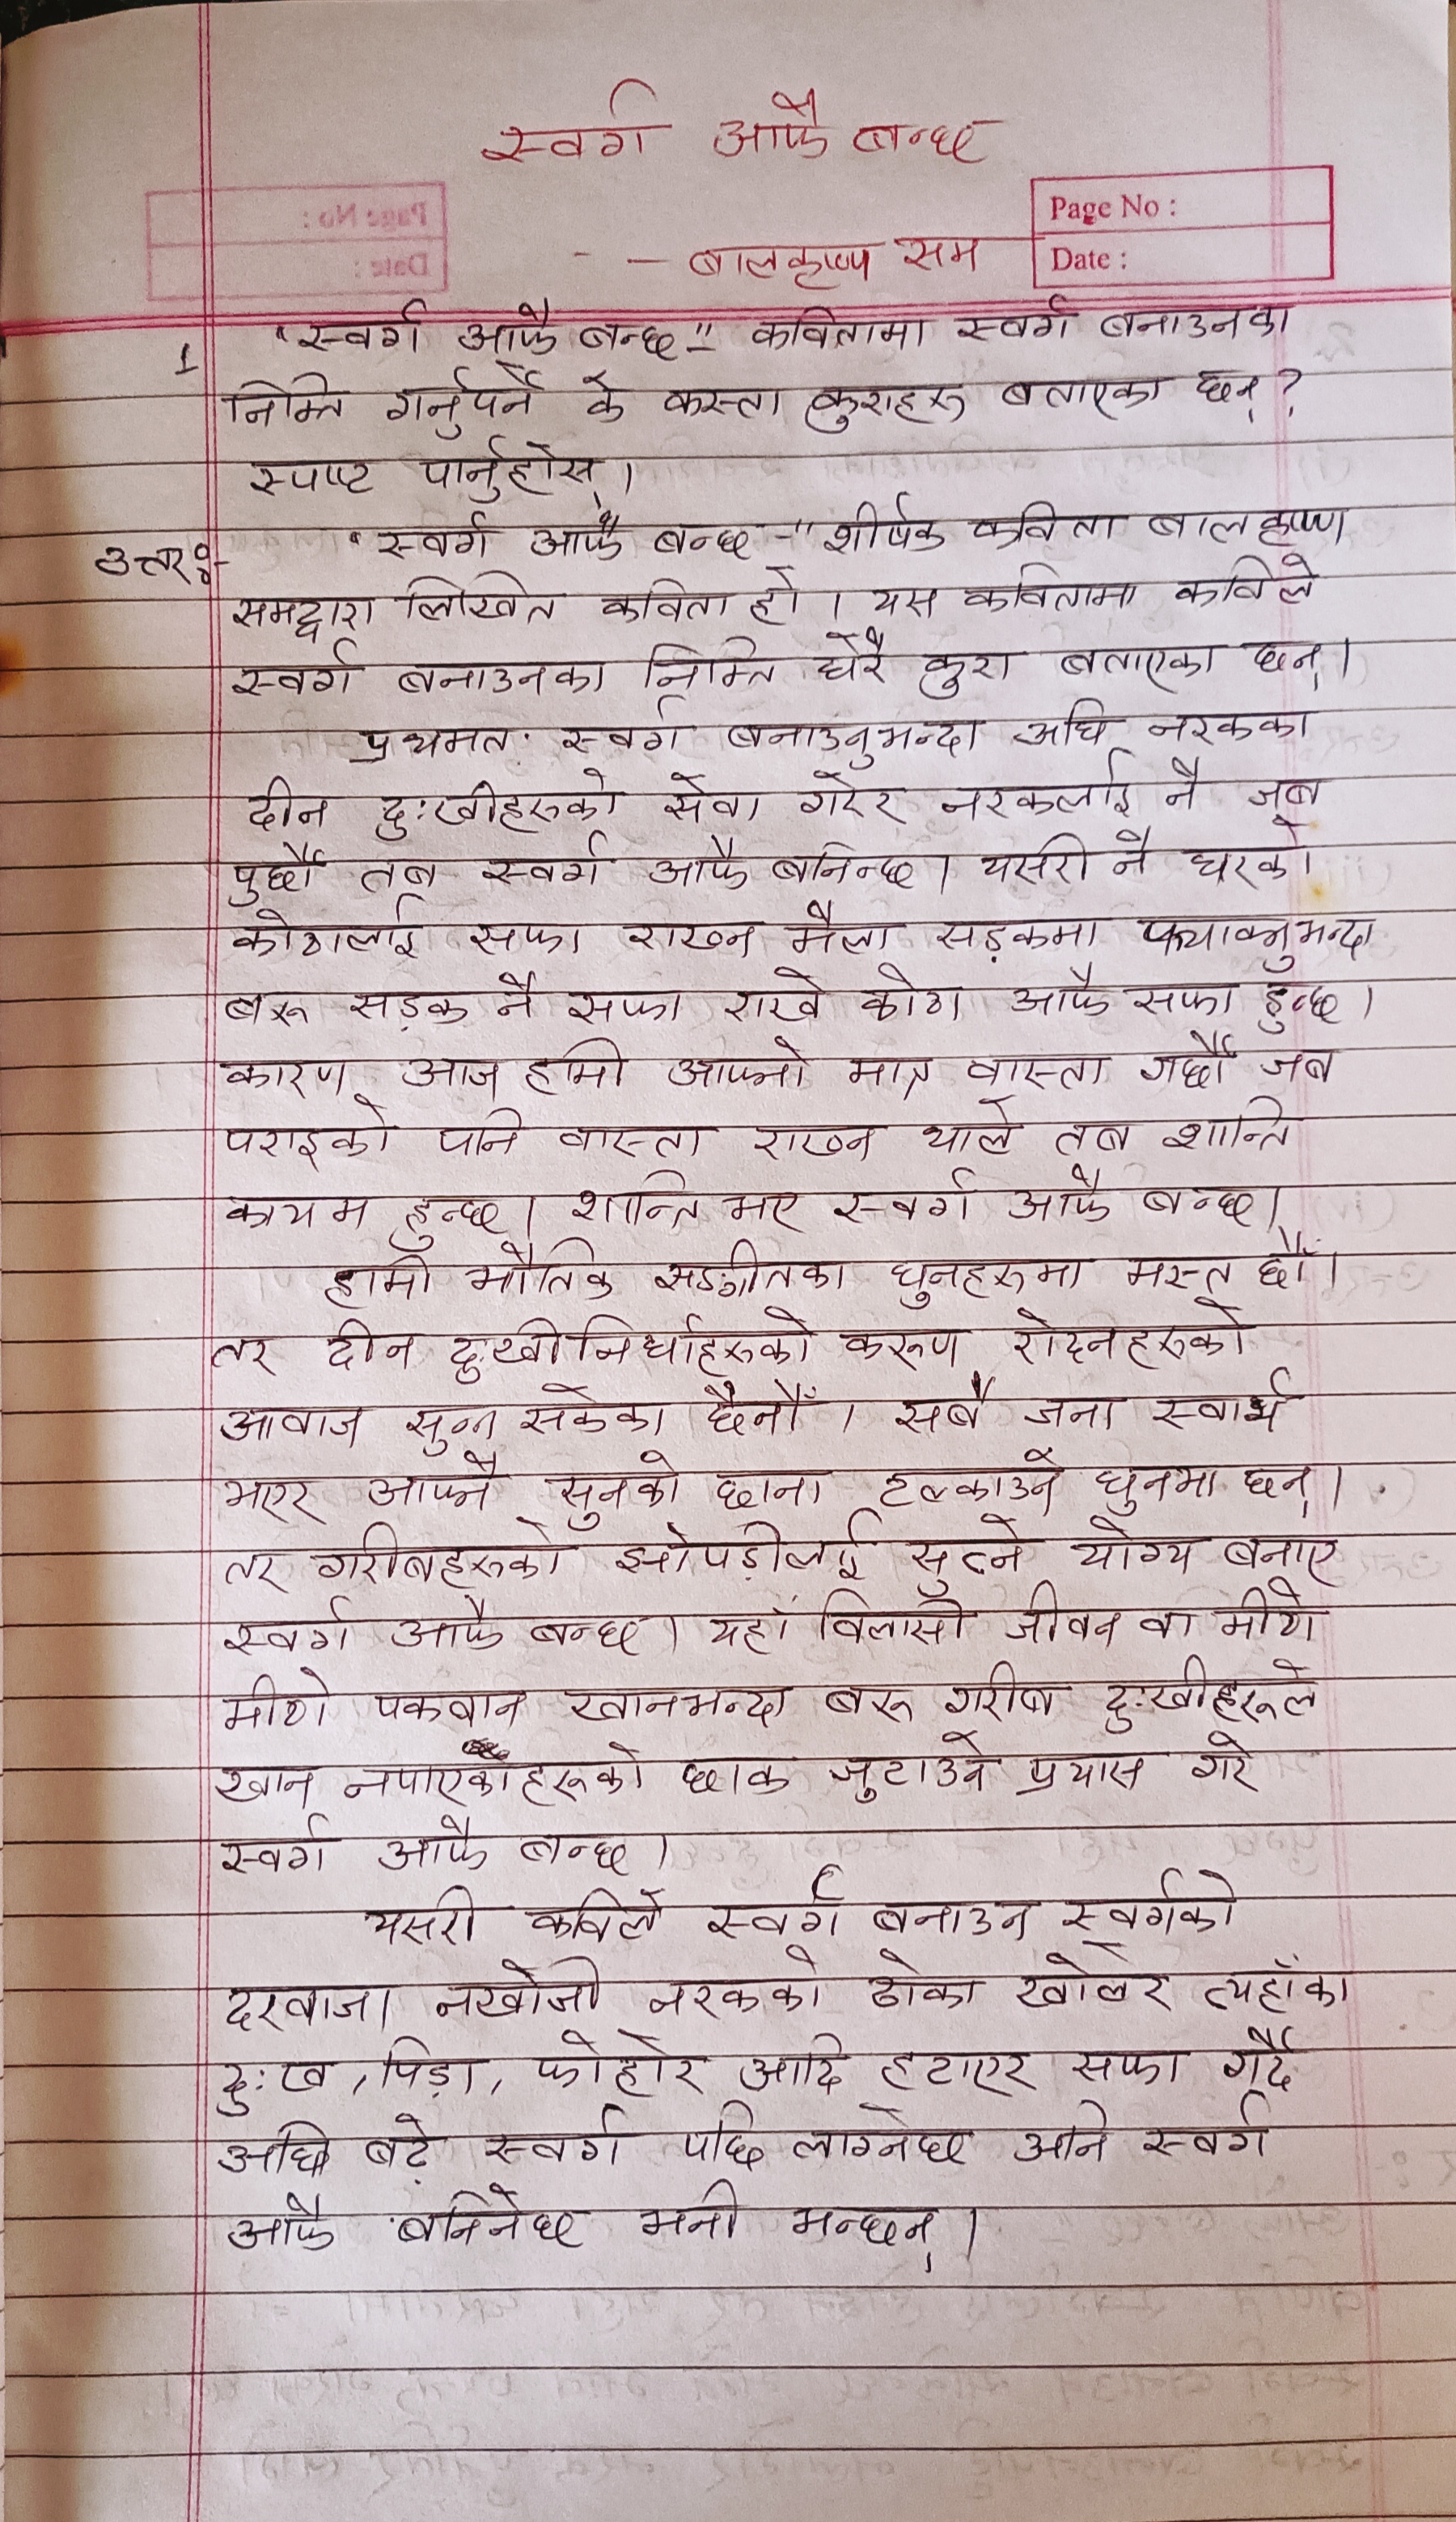 स्वर्ग आफै बन्छ
Page No :
Date :
- — बालकृष्ण सम
1 "स्वर्ग आफै बन्छ" कवितामा स्वर्ग बनाउनका
निम्ति गर्नुपर्ने के कस्ता कुराहरू बताएका छन्?
स्पष्ट पार्नुहोस्।
उत्तर:- "स्वर्ग आफै बन्छ -" शीर्षक कविता बालकृष्ण
समद्वारा लिखित कविता हो। यस कवितामा कविले
स्वर्ग बनाउनका निम्ति धेरै कुरा बताएका छन्।
प्रथमत: स्वर्ग बनाउनुभन्दा अघि नरकका
दीन दु:खीहरूको सेवा गरेर नरकलाई नै जब
पुछौं तब स्वर्ग आफै बनिन्छ। यसरी नै घरको
कोठालाई सफा राख्न मैला सड़कमा फ्याक्नुभन्दा
बरू सड़क नै सफा राखे कोठा आफै सफा हुन्छ।
कारण आज हामी आफ्नो मात्र वास्ता गर्छौं जब
पराइको पनि वास्ता राख्न थाले तब शान्ति
कायम हुन्छ। शान्ति भए स्वर्ग आफै बन्छ।
हामी भौतिक सङ्गीतका धुनहरूमा मस्त छौं।
तर दीन दु:खी निर्धाहरूको करूण रोदनहरूको
आवाज सुन्न सकेका छैनौँ। सबै जना स्वार्थी
भएर आफ्नै सुनको छाना टल्काउने धुनमा छन्।
तर गरीबहरूको झोपड़ीलाई सुत्ने योग्य बनाए
स्वर्ग आफै बन्छ। यहाँ विलासी जीवन वा मीठो
मीठो पकवान खानभन्दा बरू गरीब दु:खीहरूले
खान नपाएकाहरूको छाक जुटाउने प्रयास गरे
स्वर्ग आफै बन्छ।
यसरी कविले स्वर्ग बनाउन स्वर्गको
दरवाजा नखोजी नरकको ढोका खोलेर त्यहाँका
दु:ख, पिड़ा, फोहोर आदि हटाएर सफा गर्दै
अघि बढे स्वर्ग पछि लाग्नेछ अनि स्वर्ग
आफै बनिनेछ भनी भन्छन्।